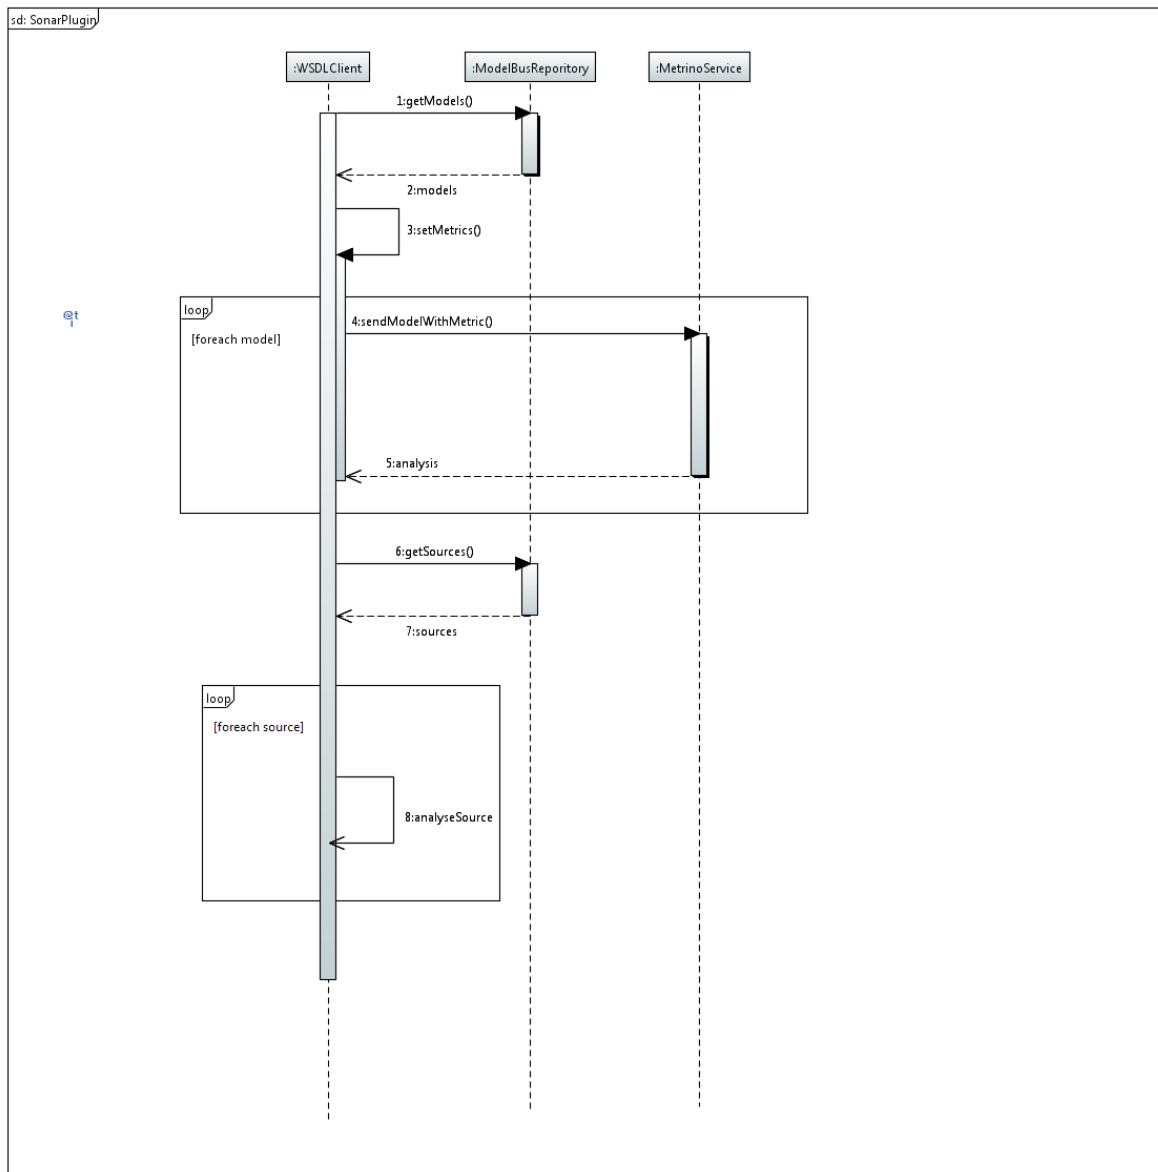 sd: SonarPlugin
:WSDLClient
:ModelBusReporitory
:MetrinoService
1:getModels()
2:models
3:setMetrics()
loop
[foreach model]
4:sendModelWithMetric()
5:analysis
6:getSources()
7:sources
loop
[foreach source]
8:analyseSource